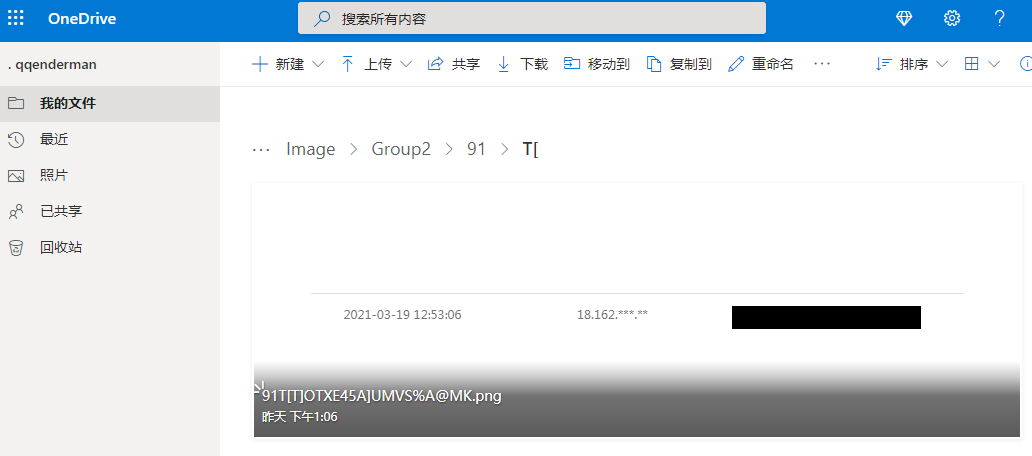 OneDrive
搜索所有内容
. qqenderman
新建
上传
共享
下载
移动到
复制到
重命名
···
排序
我的文件
最近
照片
已共享
回收站
··· Image > Group2 > 91 > T[
2021-03-19 12:53:06 18.162.***.**
91T[T]OTXE45A]UMVS%A@MK.png
昨天 下午1:06